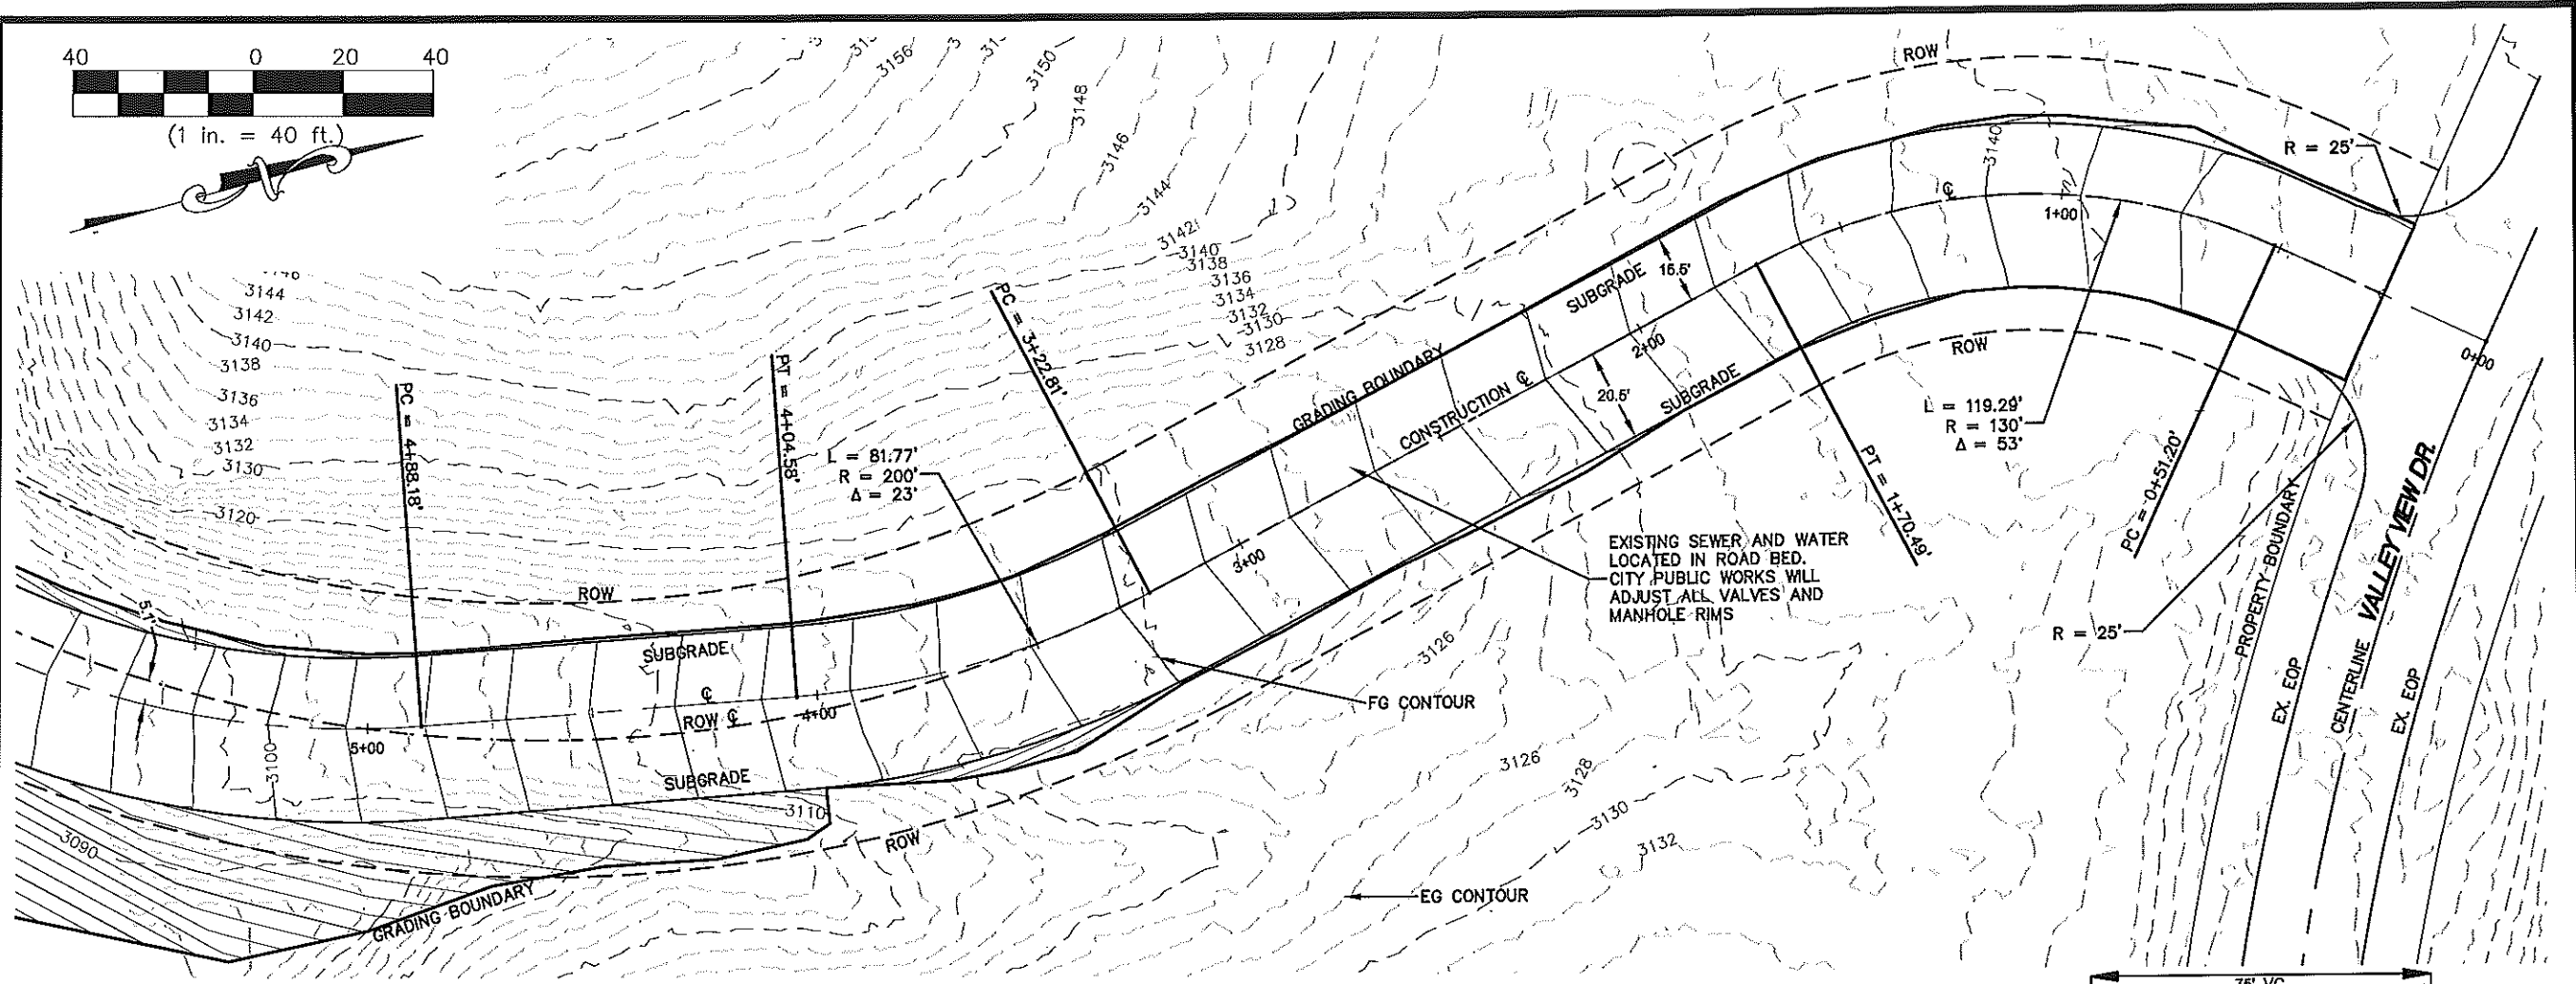 40 0 20 40
(1 in. = 40 ft.)
N
3156
3150
3148
3146
3144
3142
3140
3138
3136
3134
3132
3130
3128
3144
3142
3140
3138
3136
3134
3132
3130
3120
ROW
R = 25'
3140
℄
1+00
SUBGRADE
16.5'
2+00
20.5'
SUBGRADE
ROW
0+00
PC = 3+22.81'
GRADING BOUNDARY
CONSTRUCTION ℄
PC = 4+88.18'
PT = 4+04.58'
L = 81.77'
R = 200'
Δ = 23'
L = 119.29'
R = 130'
Δ = 53'
PT = 1+70.49'
PC = 0+51.20'
PROPERTY BOUNDARY
VALLEY VIEW DR.
EXISTING SEWER AND WATER
LOCATED IN ROAD BED.
CITY PUBLIC WORKS WILL
ADJUST ALL VALVES AND
MANHOLE RIMS
3+00
ROW
5.1'
SUBGRADE
R = 25'
3126
℄
ROW ℄
4+00
5+00
FG CONTOUR
EX. EOP
CENTERLINE
EX. EOP
3100
SUBGRADE
3126
3128
3110
3130
3090
ROW
3132
GRADING BOUNDARY
EG CONTOUR
75' VC